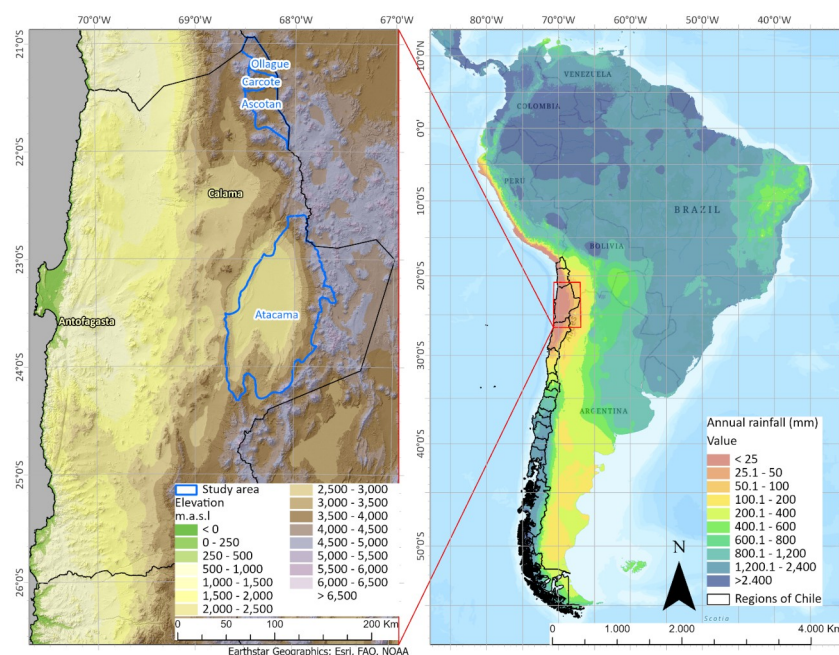 70°0'W 69°0'W 68°0'W 67°0'W
21°0'S
22°0'S
23°0'S
24°0'S
25°0'S
26°0'S
Ollague
Carcote
Ascotan
Calama
Atacama
Antofagasta
Study area
Elevation
m.a.s.l
< 0
0 - 250
250 - 500
500 - 1,000
1,000 - 1,500
1,500 - 2,000
2,000 - 2,500
2,500 - 3,000
3,000 - 3,500
3,500 - 4,000
4,000 - 4,500
4,500 - 5,000
5,000 - 5,500
5,500 - 6,000
6,000 - 6,500
> 6,500
0 50 100 200 Km
Earthstar Geographics: Esri, FAO, NOAA
80°0'W 70°0'W 60°0'W 50°0'W 40°0'W
10°0'N
0°0'
10°0'S
20°0'S
30°0'S
40°0'S
50°0'S
VENEZUELA
COLOMBIA
PERU
BRAZIL
BOLIVIA
ARGENTINA
Annual rainfall (mm)
Value
< 25
25.1 - 50
50.1 - 100
100.1 - 200
200.1 - 400
400.1 - 600
600.1 - 800
800.1 - 1,200
1,200.1 - 2,400
>2.400
Regions of Chile
N
Scotia
0 1.000 2.000 4.000 Km